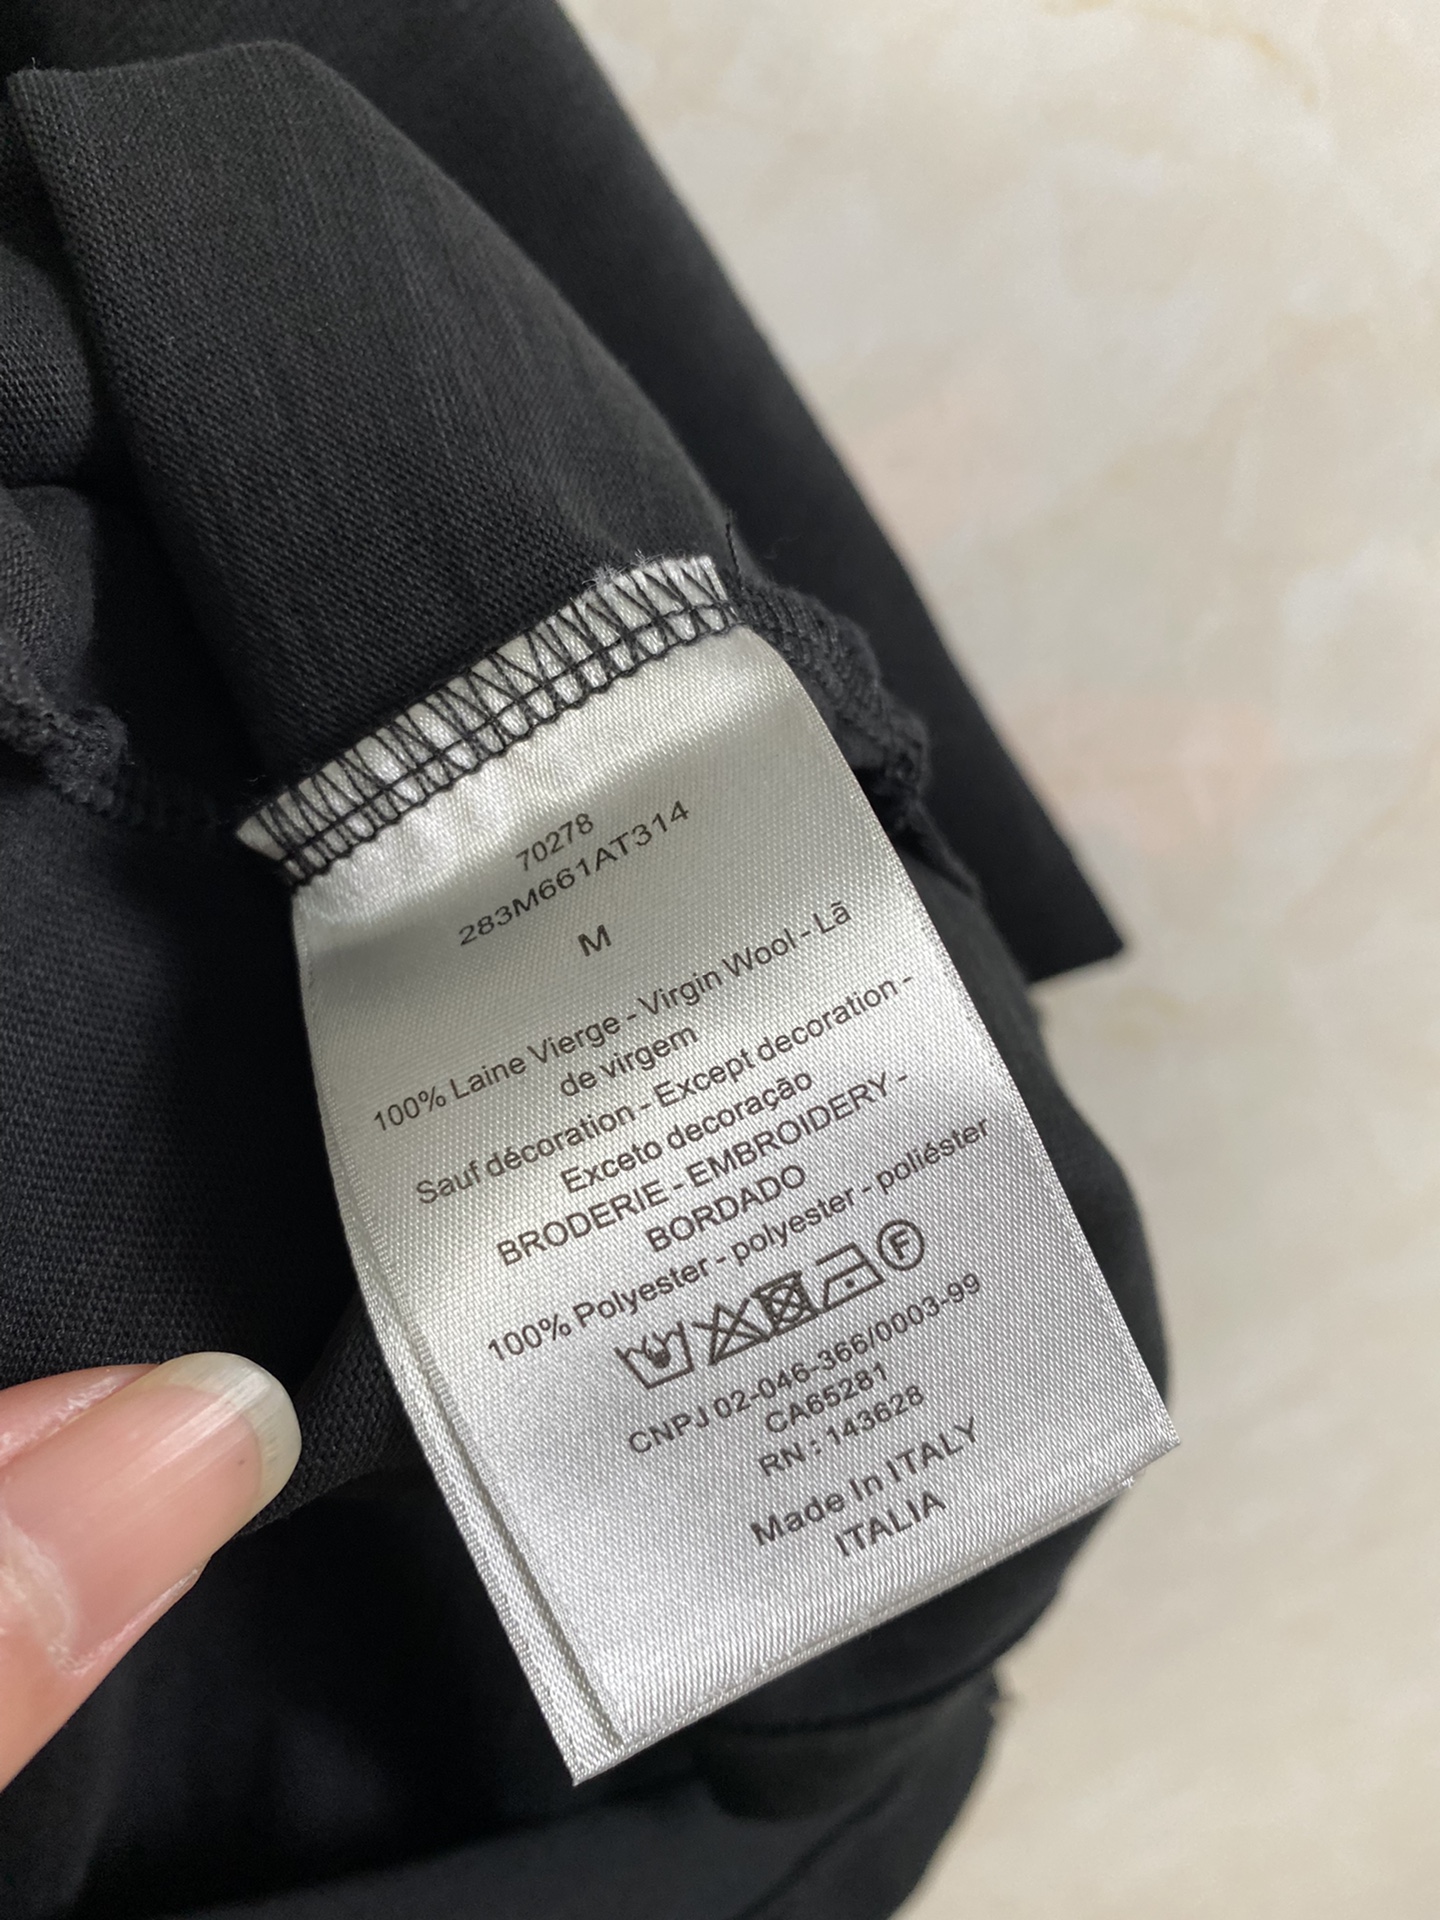 70278
283M661AT314
M
100% Laine Vierge - Virgin Wool - Lã
de virgem
Sauf décoration - Except decoration -
Exceto decoração
BRODERIE - EMBROIDERY -
BORDADO
100% Polyester - polyester - poliéster
F
CNPJ 02-046-366/0003-99
CA65281
RN : 143628
Made In ITALY
ITALIA